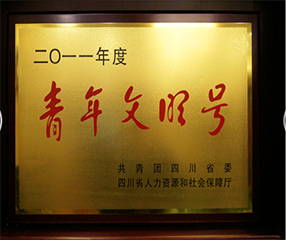 二〇一一年度
青年文明号
共青团四川省委
四川省人力资源和社会保障厅